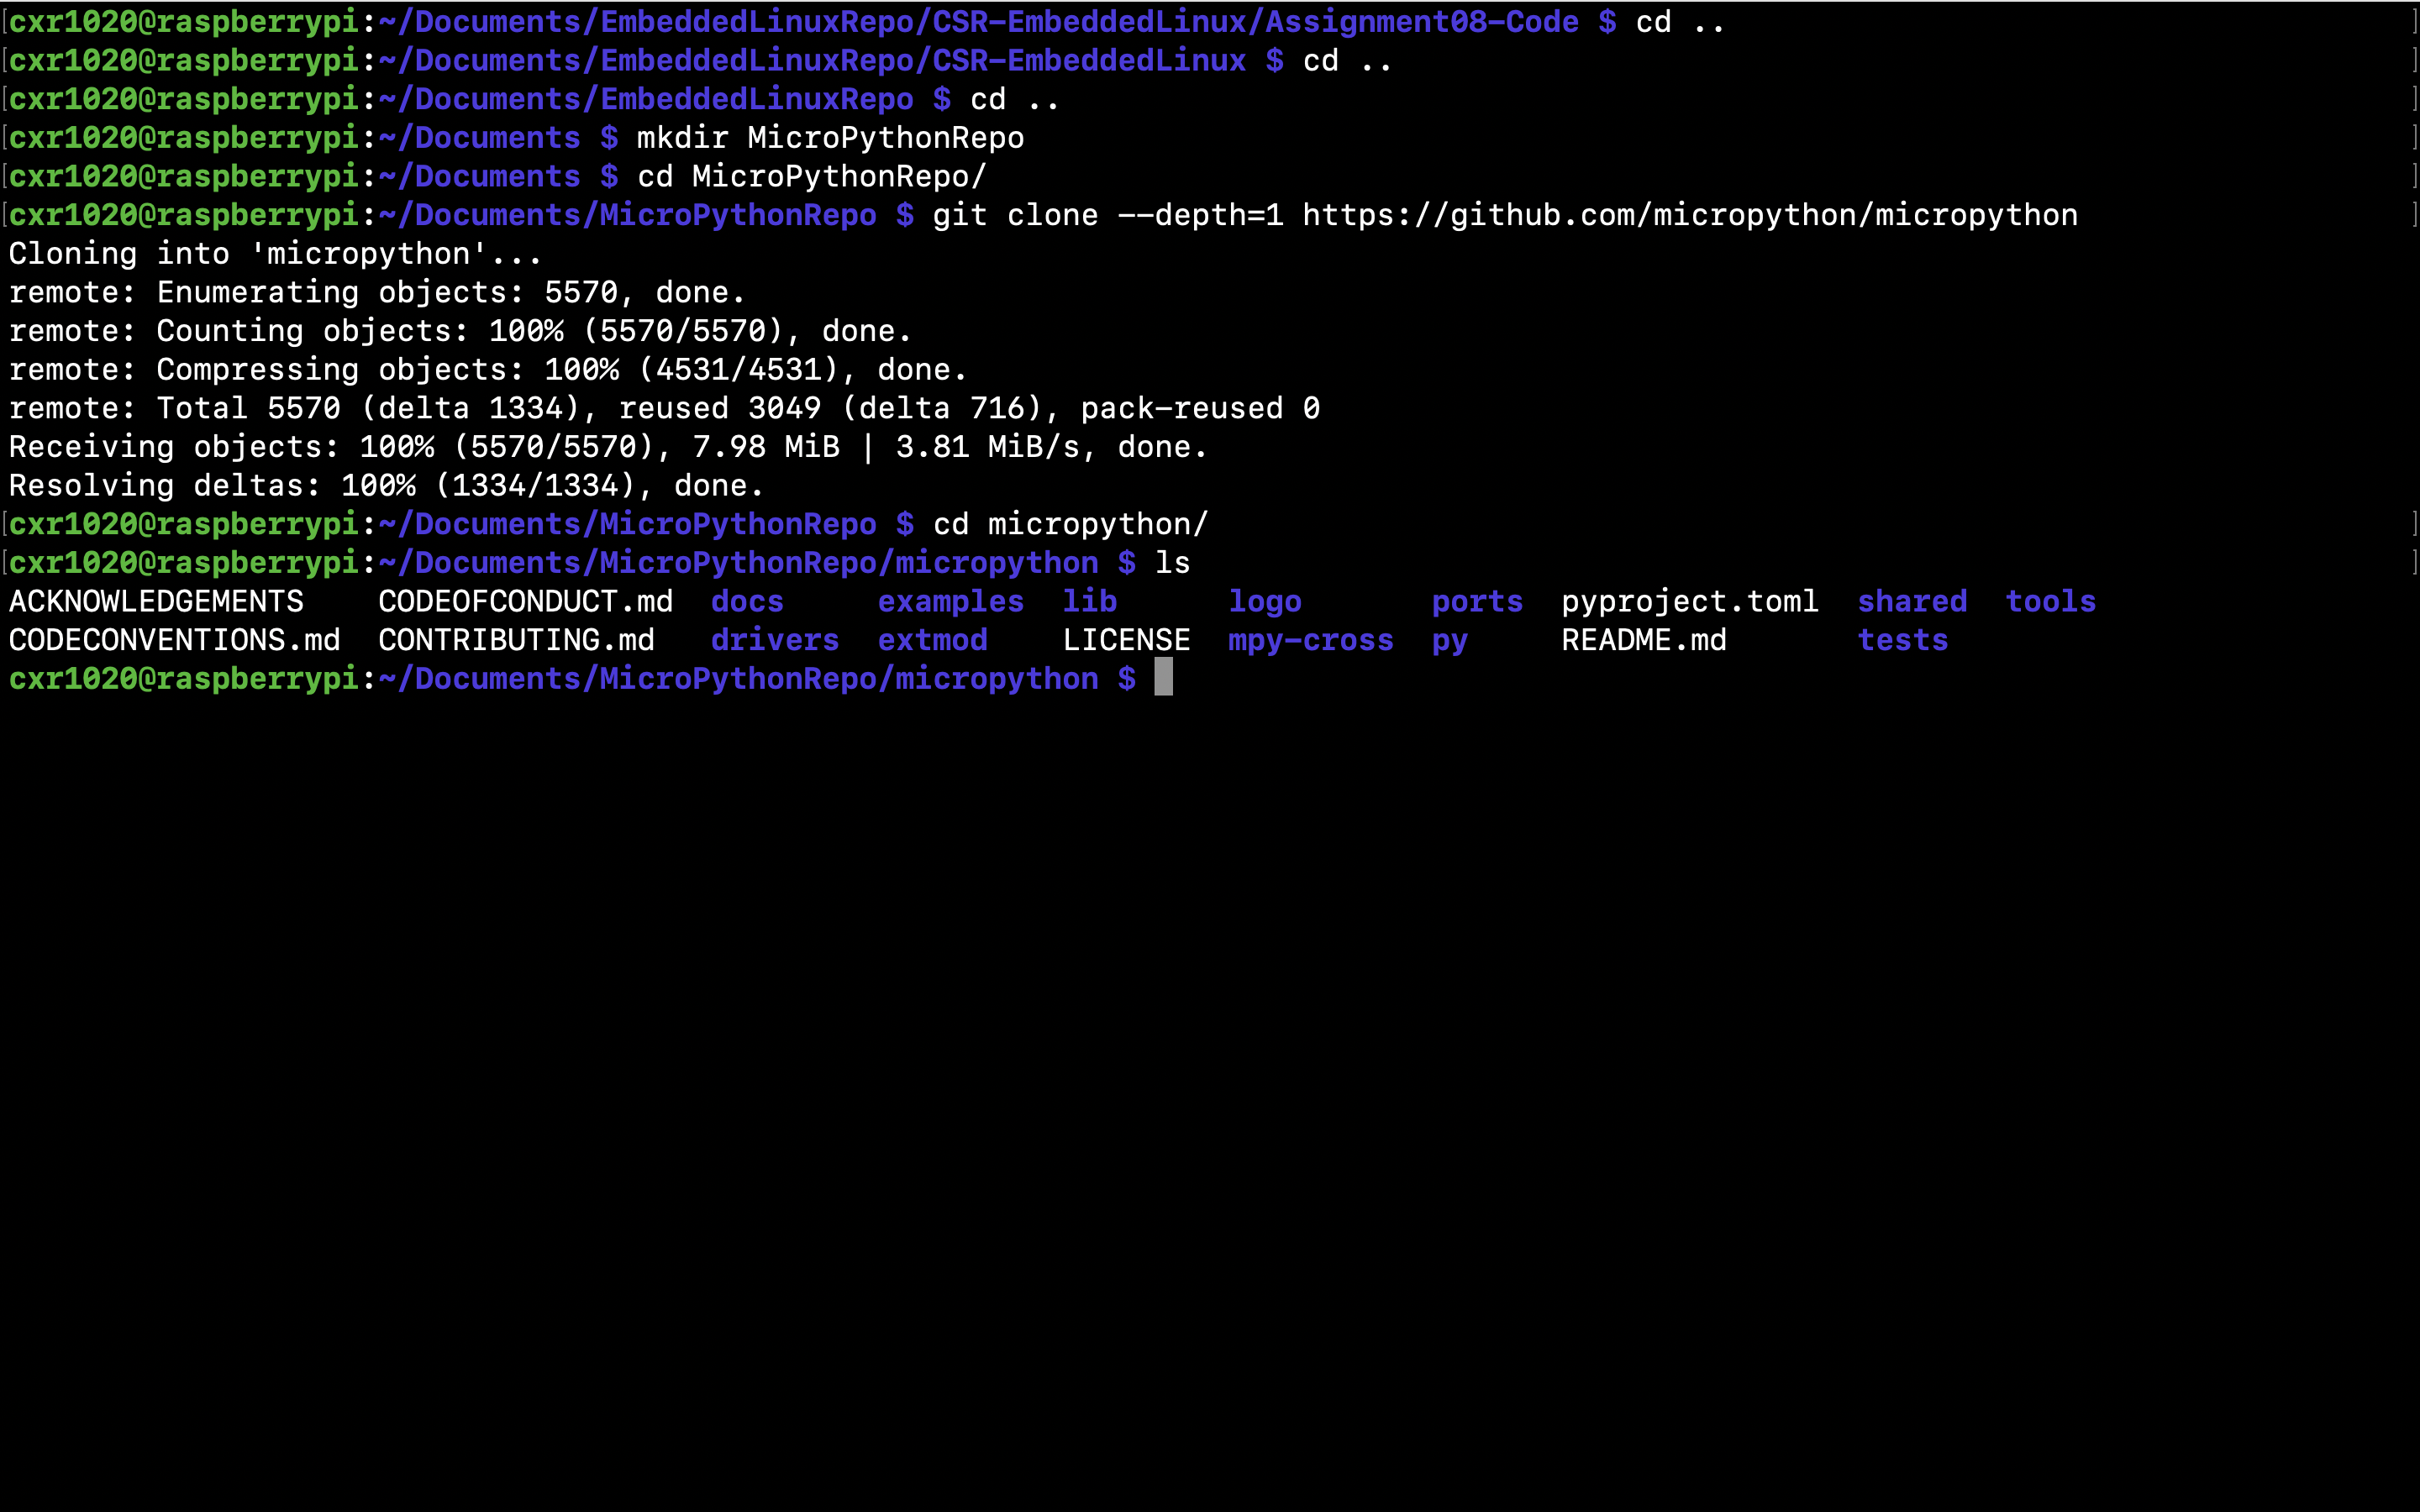 cxr1020@raspberrypi:~/Documents/EmbeddedLinuxRepo/CSR-EmbeddedLinux/Assignment08-Code $ cd ..
cxr1020@raspberrypi:~/Documents/EmbeddedLinuxRepo/CSR-EmbeddedLinux $ cd ..
cxr1020@raspberrypi:~/Documents/EmbeddedLinuxRepo $ cd ..
cxr1020@raspberrypi:~/Documents $ mkdir MicroPythonRepo
cxr1020@raspberrypi:~/Documents $ cd MicroPythonRepo/
cxr1020@raspberrypi:~/Documents/MicroPythonRepo $ git clone --depth=1 https://github.com/micropython/micropython
Cloning into 'micropython'...
remote: Enumerating objects: 5570, done.
remote: Counting objects: 100% (5570/5570), done.
remote: Compressing objects: 100% (4531/4531), done.
remote: Total 5570 (delta 1334), reused 3049 (delta 716), pack-reused 0
Receiving objects: 100% (5570/5570), 7.98 MiB | 3.81 MiB/s, done.
Resolving deltas: 100% (1334/1334), done.
cxr1020@raspberrypi:~/Documents/MicroPythonRepo $ cd micropython/
cxr1020@raspberrypi:~/Documents/MicroPythonRepo/micropython $ ls
ACKNOWLEDGEMENTS    CODEOFCONDUCT.md  docs     examples  lib      logo       ports  pyproject.toml  shared  tools
CODECONVENTIONS.md  CONTRIBUTING.md   drivers  extmod    LICENSE  mpy-cross  py     README.md       tests
cxr1020@raspberrypi:~/Documents/MicroPythonRepo/micropython $